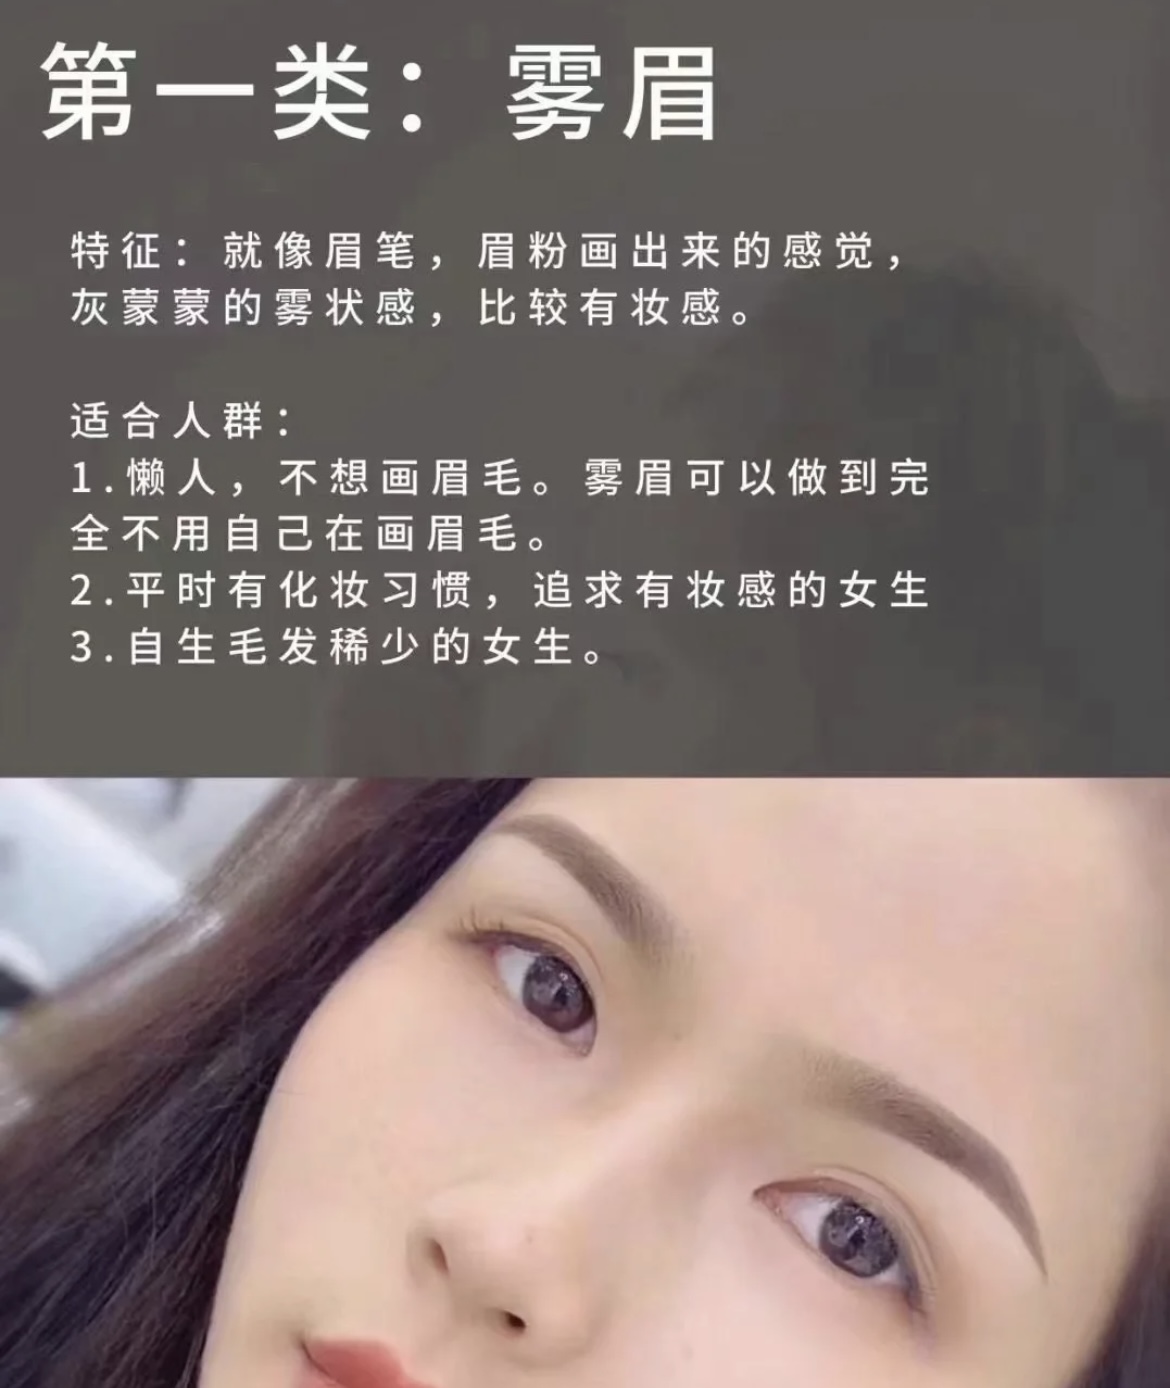 第一类：雾眉
特征：就像眉笔，眉粉画出来的感觉，
灰蒙蒙的雾状感，比较有妆感。
适合人群：
1.懒人，不想画眉毛。雾眉可以做到完
全不用自己在画眉毛。
2.平时有化妆习惯，追求有妆感的女生
3.自生毛发稀少的女生。